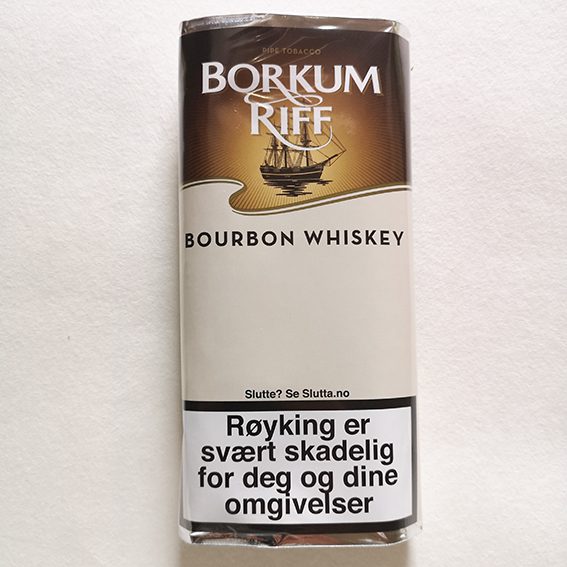 PIPE TOBACCO
BORKUM
RIFF
BOURBON WHISKEY
Slutte? Se Slutta.no
Røyking er
svært skadelig
for deg og dine
omgivelser